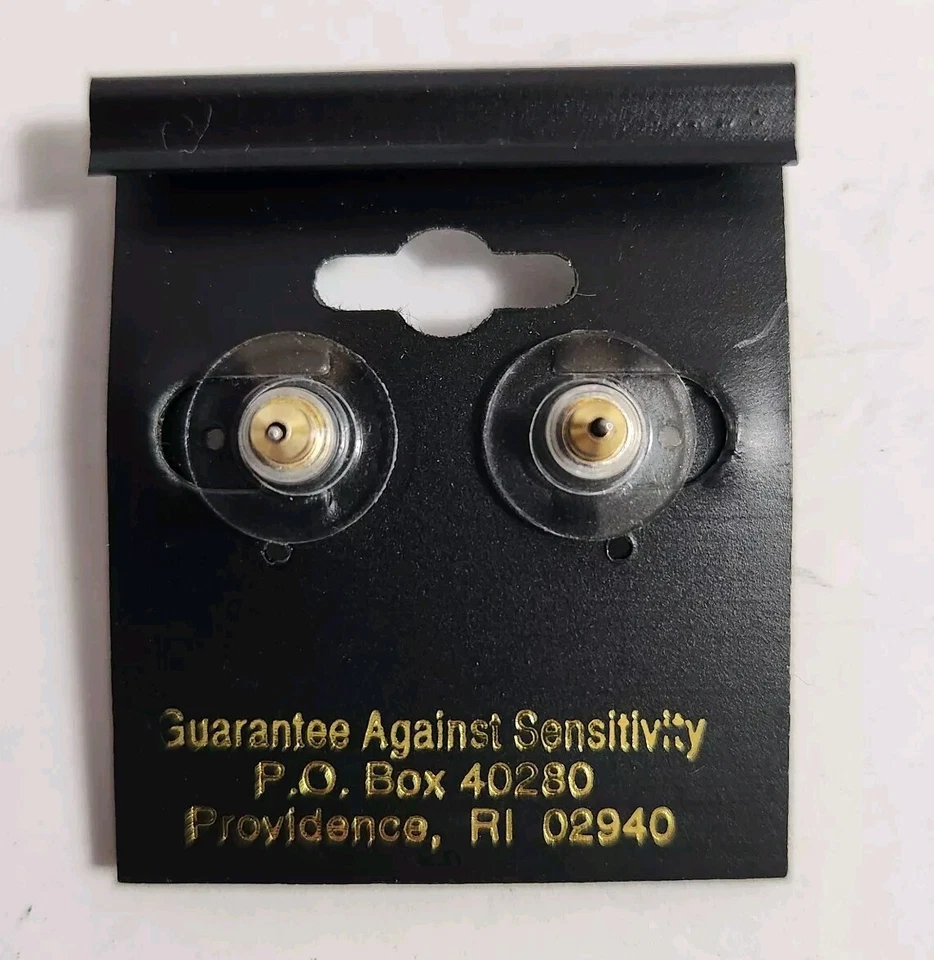 Guarantee Against Sensitivity
P.O. Box 40280
Providence, RI 02940